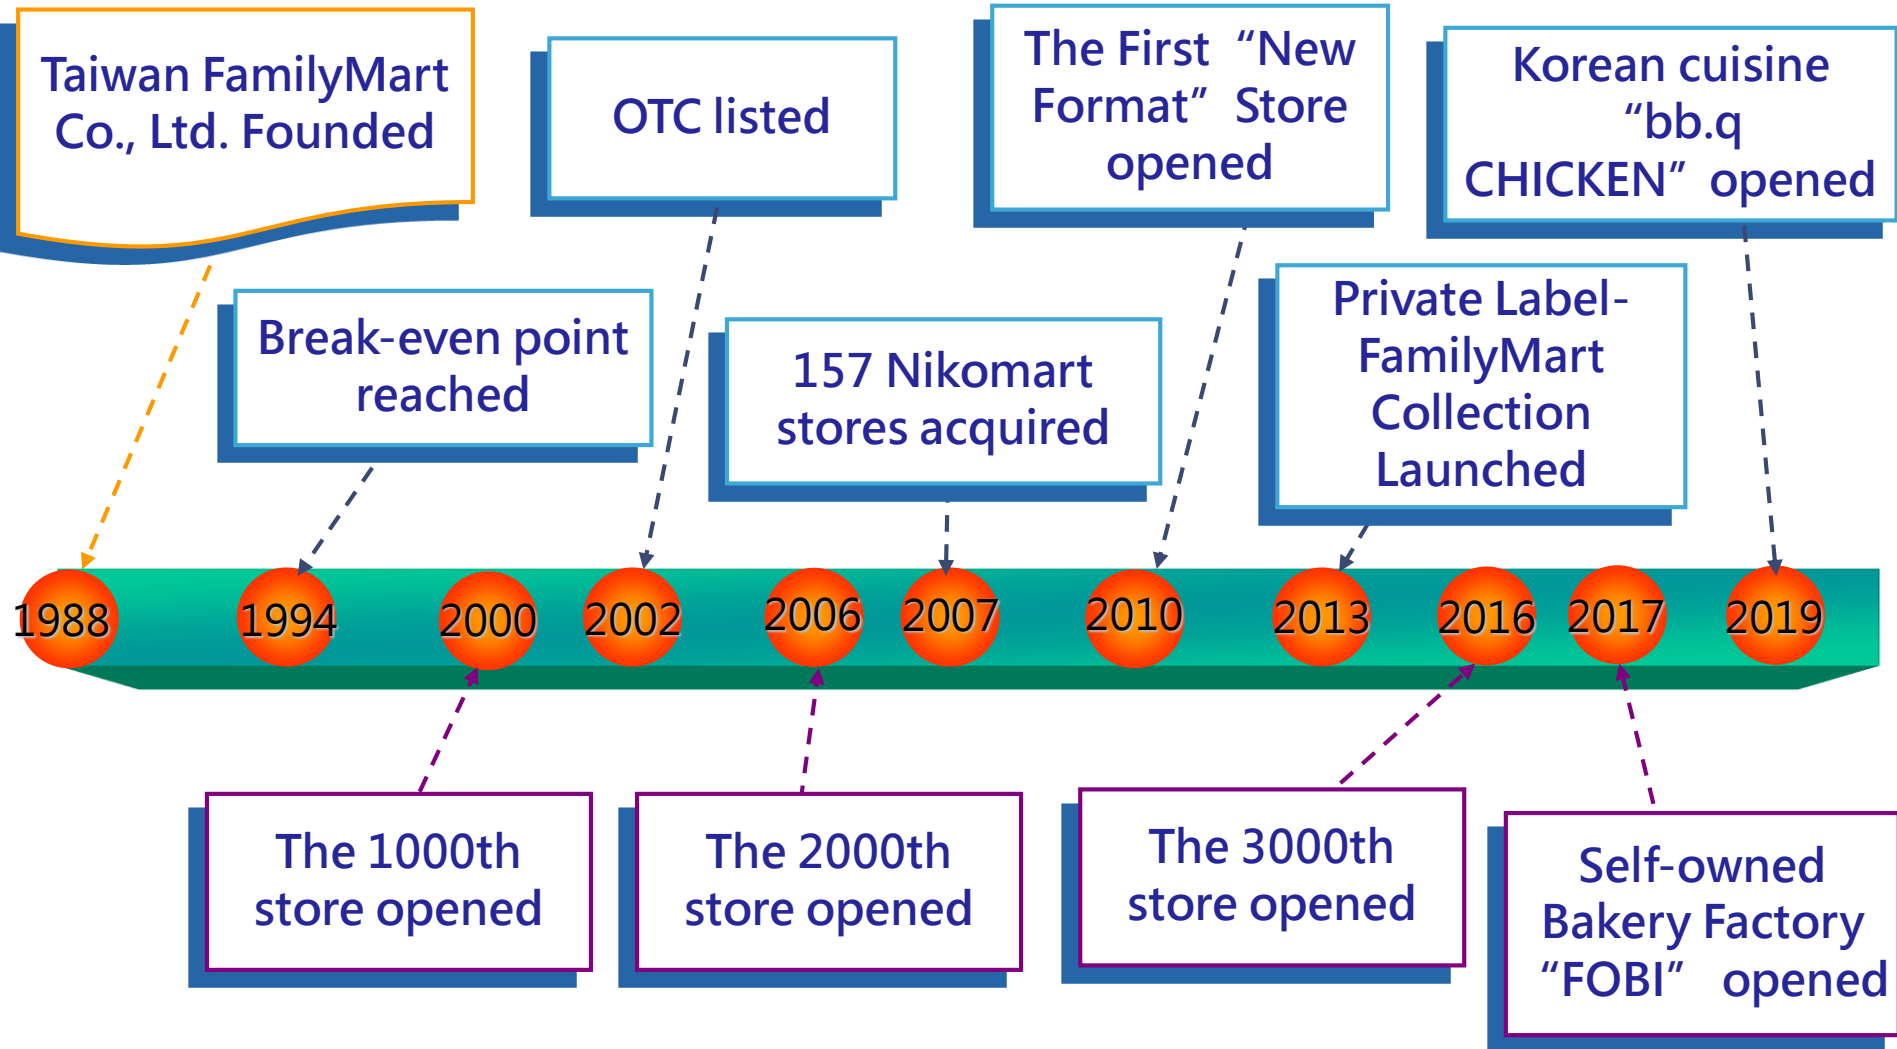 Taiwan FamilyMart
Co., Ltd. Founded
OTC listed
The First “New
Format” Store
opened
Korean cuisine
“bb.q
CHICKEN” opened
Break-even point
reached
157 Nikomart
stores acquired
Private Label-
FamilyMart
Collection
Launched
1988
1994
2000
2002
2006
2007
2010
2013
2016
2017
2019
The 1000th
store opened
The 2000th
store opened
The 3000th
store opened
Self-owned
Bakery Factory
“FOBI” opened